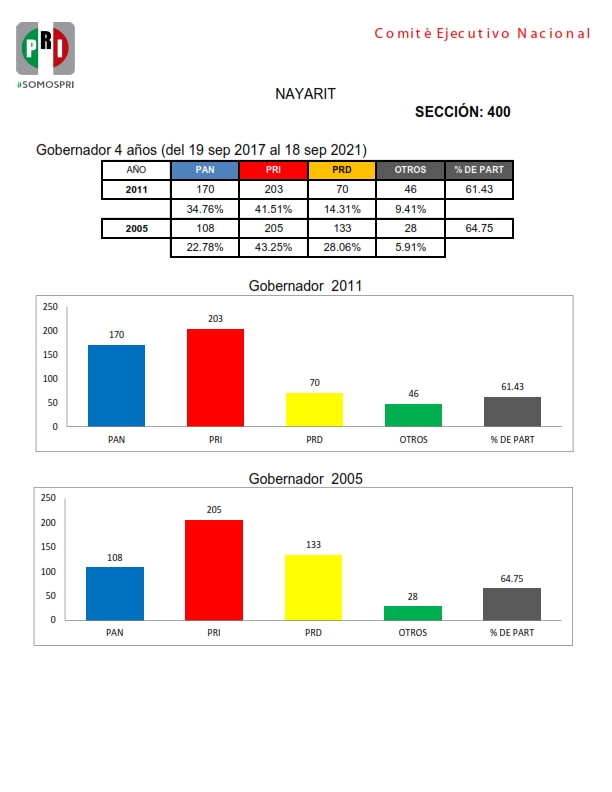 Comité Ejecutivo Nacional
PRI
#SOMOSPRI
NAYARIT
SECCIÓN: 400
Gobernador 4 años (del 19 sep 2017 al 18 sep 2021)
AÑO PAN PRI PRD OTROS % DE PART
2011 170 203 70 46 61.43
34.76% 41.51% 14.31% 9.41%
2005 108 205 133 28 64.75
22.78% 43.25% 28.06% 5.91%
Gobernador 2011
250
200
150
100
50
0
170
203
70
46
61.43
PAN PRI PRD OTROS % DE PART
Gobernador 2005
250
200
150
100
50
0
108
205
133
28
64.75
PAN PRI PRD OTROS % DE PART